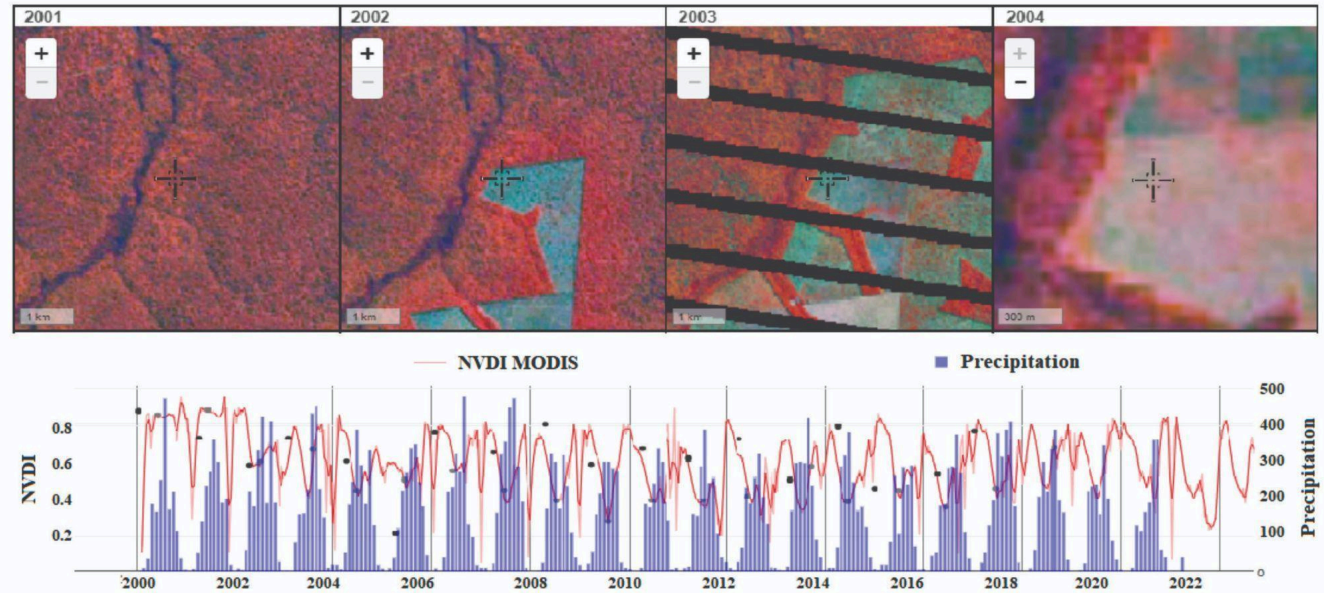 2001 2002 2003 2004
+ + + +
− − − −
1 km 1 km 1 km 300 m
NVDI MODIS Precipitation
500
0.8 400
0.6 300
0.4 200
0.2 100
0
NVDI
Precipitation
2000 2002 2004 2006 2008 2010 2012 2014 2016 2018 2020 2022